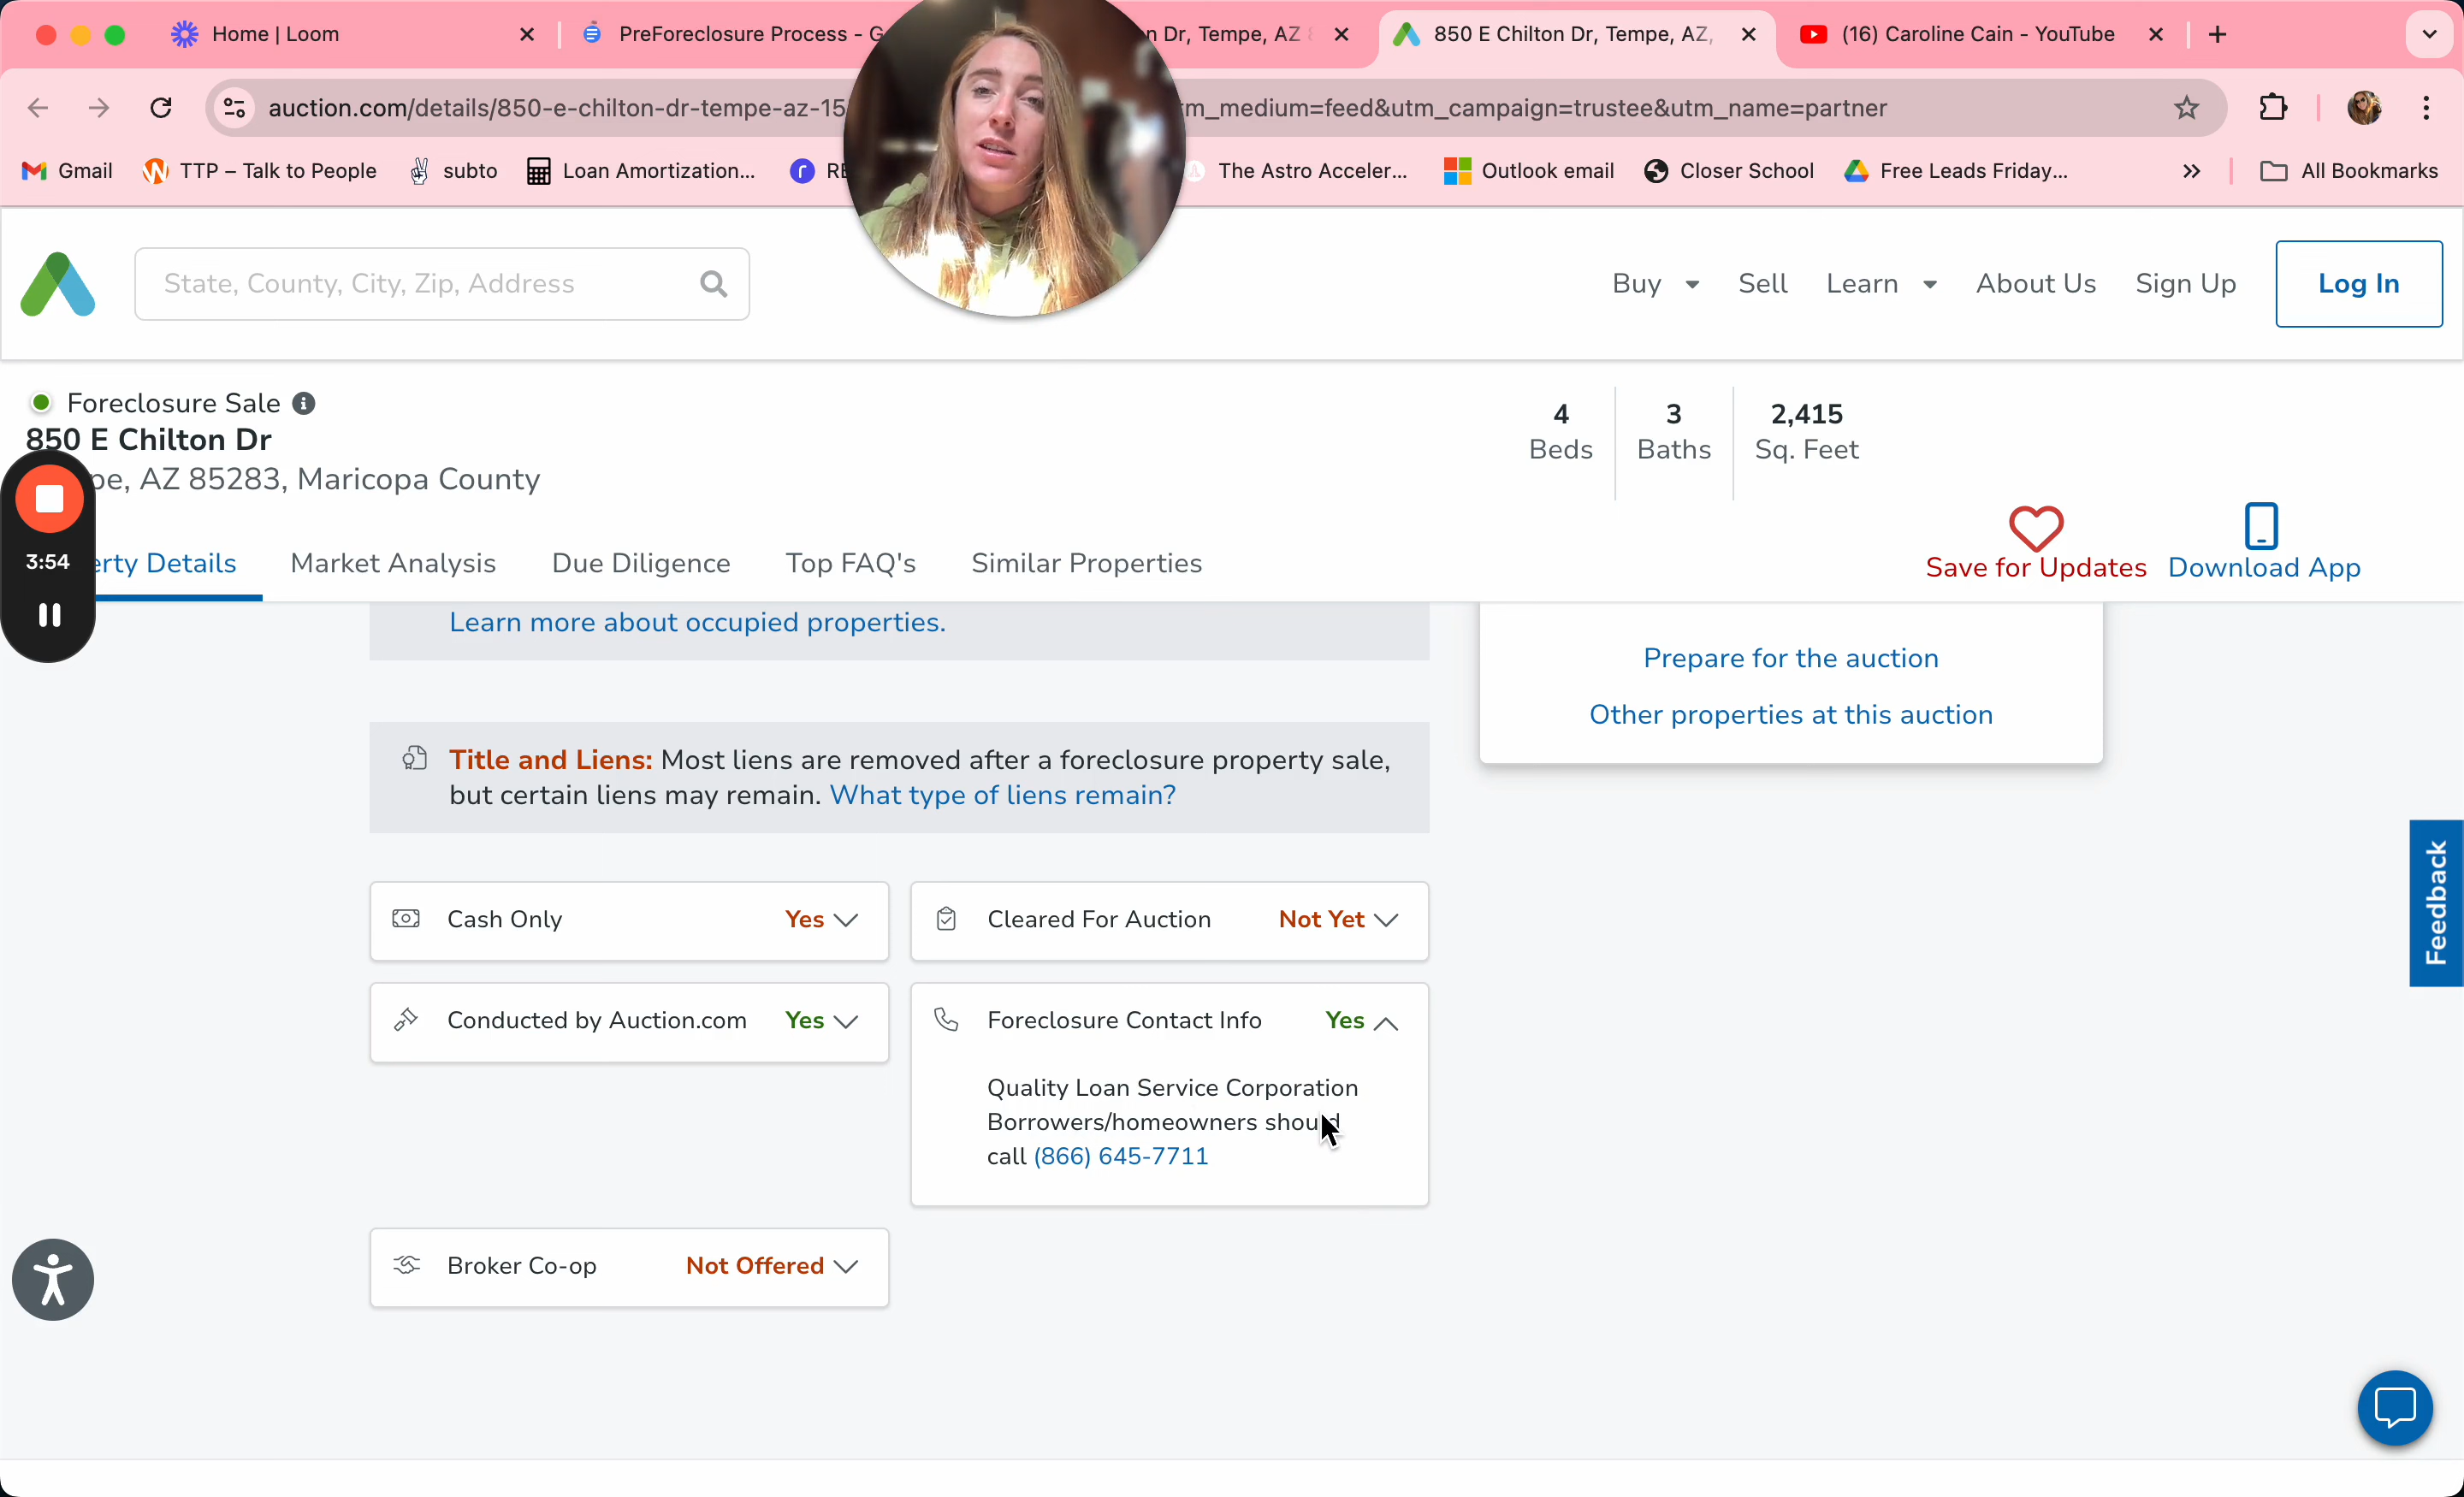 Home | Loom
PreForeclosure Process - G
n Dr, Tempe, AZ
850 E Chilton Dr, Tempe, AZ,
(16) Caroline Cain - YouTube
auction.com/details/850-e-chilton-dr-tempe-az-15
m_medium=feed&utm_campaign=trustee&utm_name=partner
Gmail
TTP – Talk to People
subto
Loan Amortization...
The Astro Acceler...
Outlook email
Closer School
Free Leads Friday...
All Bookmarks
State, County, City, Zip, Address
Buy
Sell
Learn
About Us
Sign Up
Log In
Foreclosure Sale
850 E Chilton Dr
pe, AZ 85283, Maricopa County
4
Beds
3
Baths
2,415
Sq. Feet
3:54
erty Details
Market Analysis
Due Diligence
Top FAQ's
Similar Properties
Save for Updates
Download App
Learn more about occupied properties.
Prepare for the auction
Other properties at this auction
Title and Liens: Most liens are removed after a foreclosure property sale,
but certain liens may remain. What type of liens remain?
Cash Only Yes
Cleared For Auction Not Yet
Conducted by Auction.com Yes
Foreclosure Contact Info Yes
Quality Loan Service Corporation
Borrowers/homeowners should
call (866) 645-7711
Broker Co-op Not Offered
Feedback